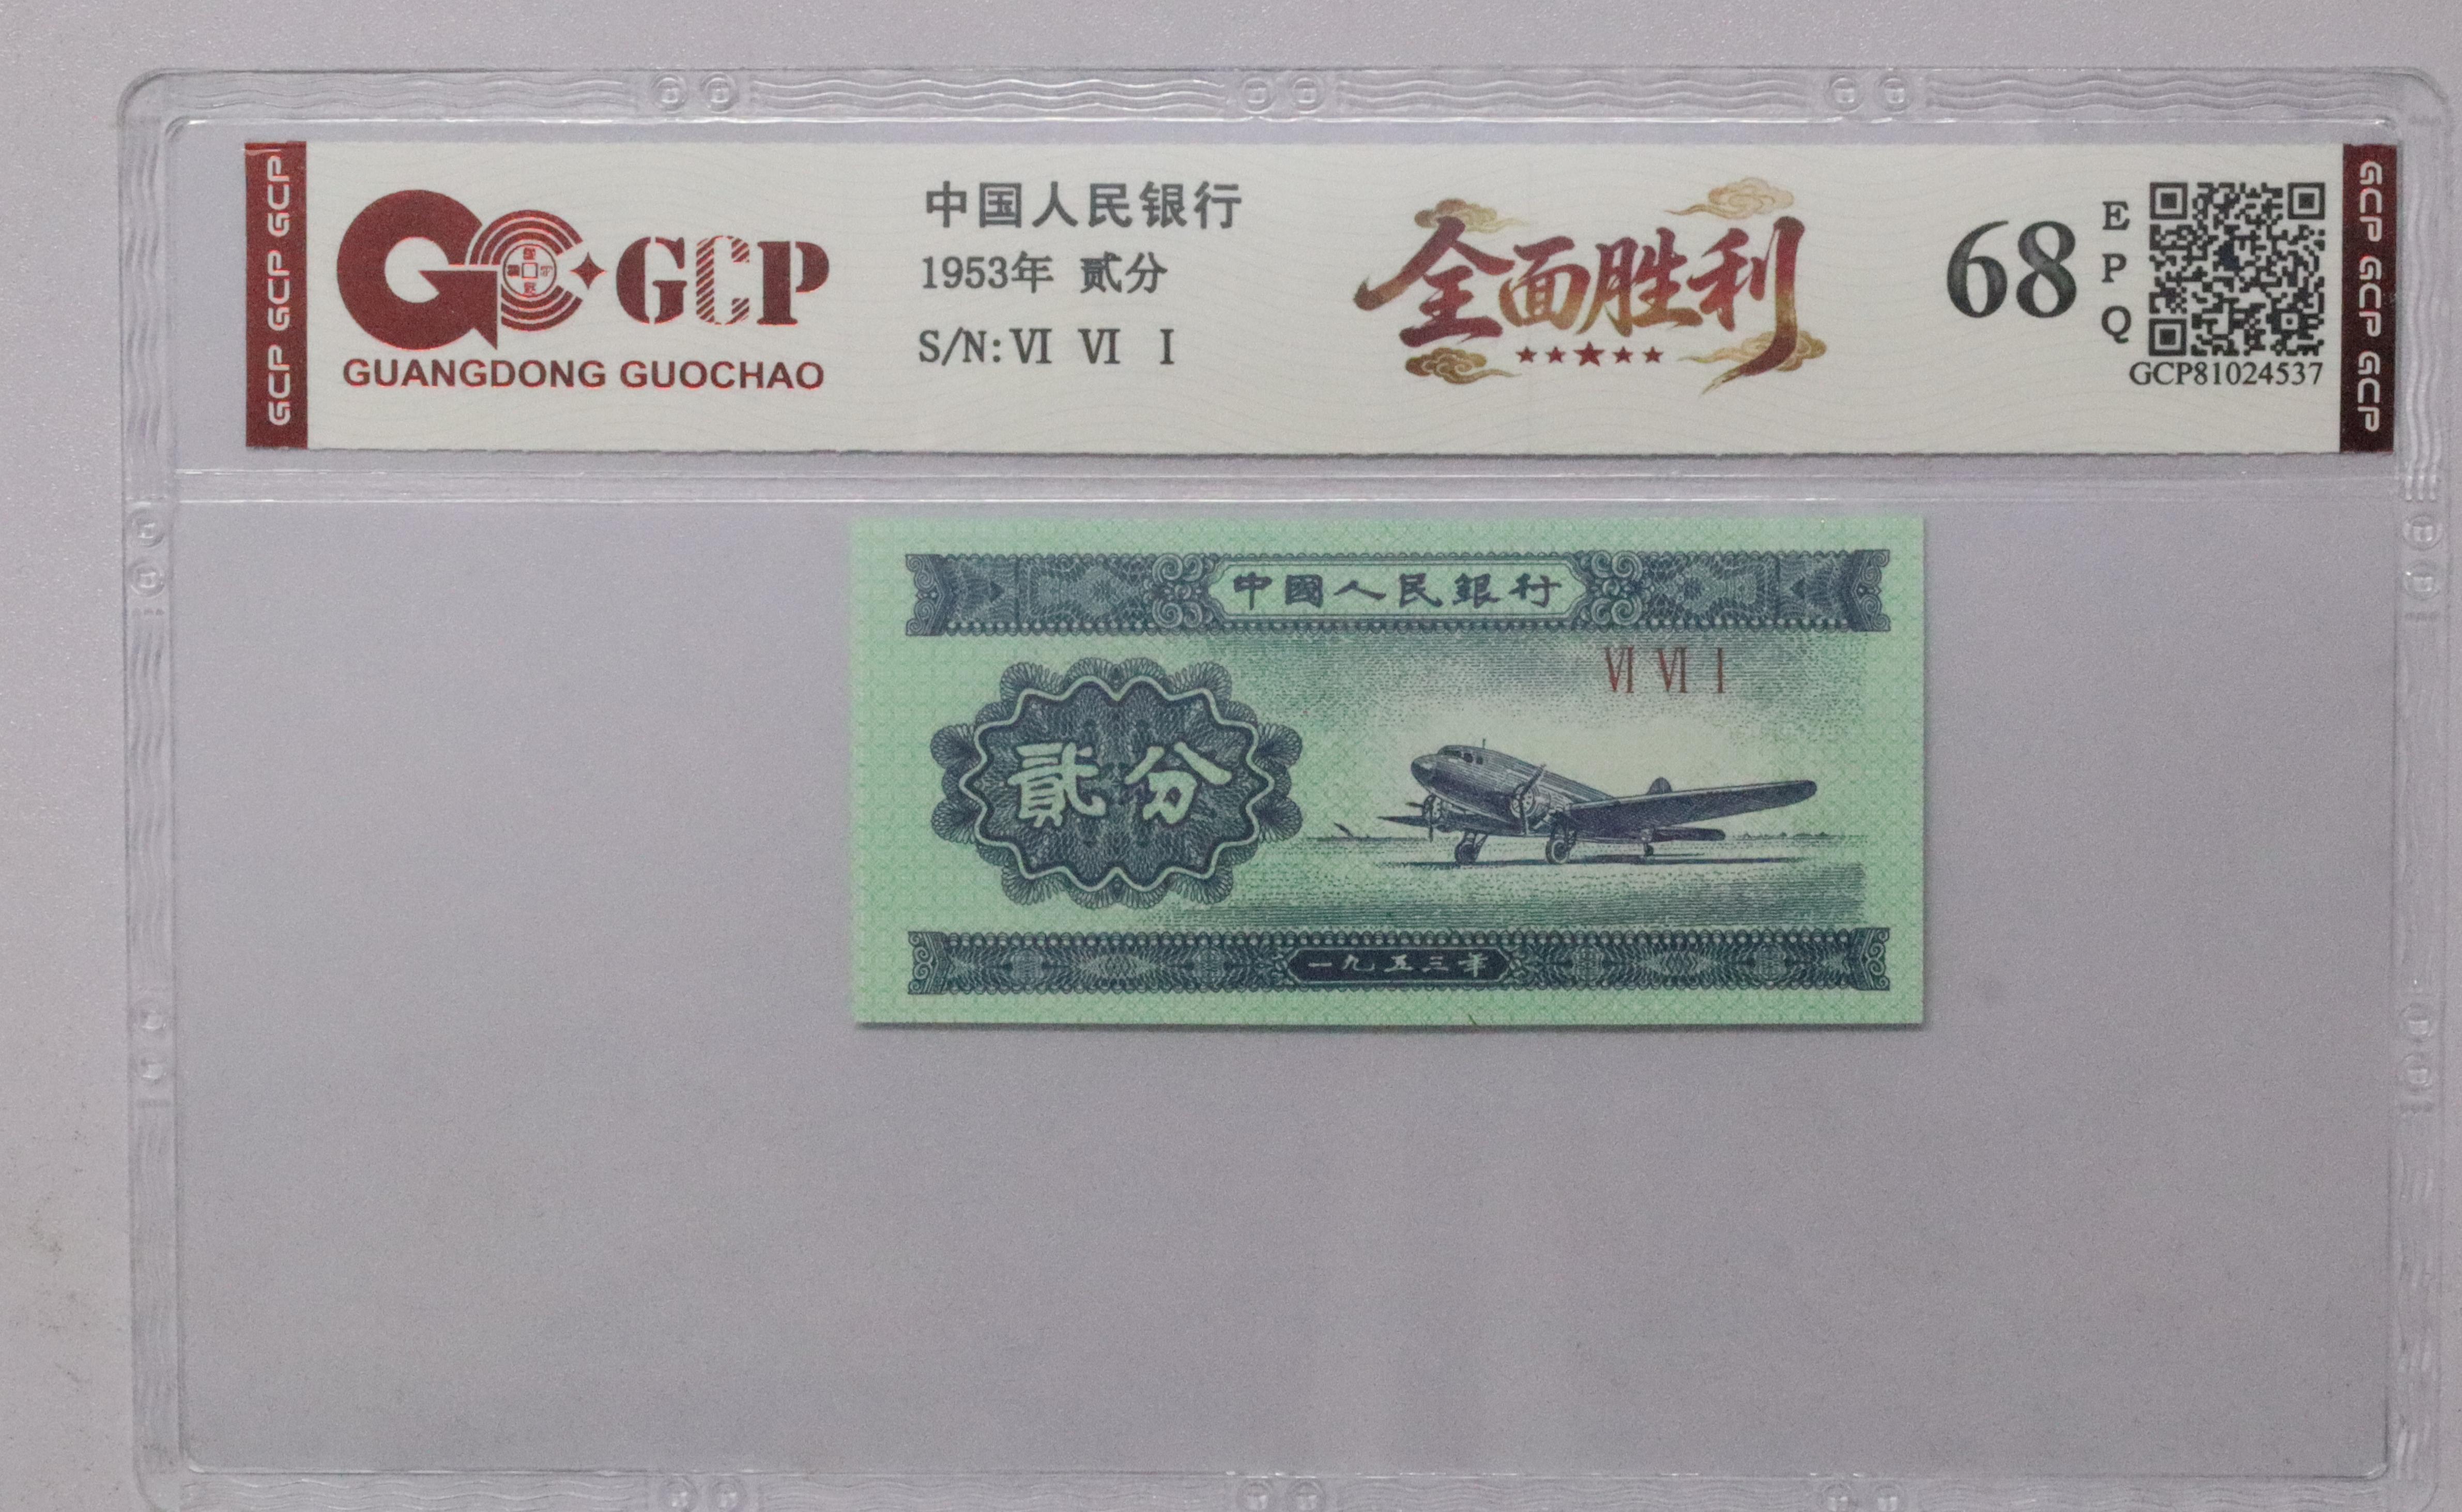 GCP GCP GCP
GCP
GUANGDONG GUOCHAO
中国人民银行
1953年 贰分
S/N: VI VI I
全面胜利
68
E
P
Q
GCP81024537
GCP GCP GCP
中國人民銀行
VI VI I
貳分
一九五三年